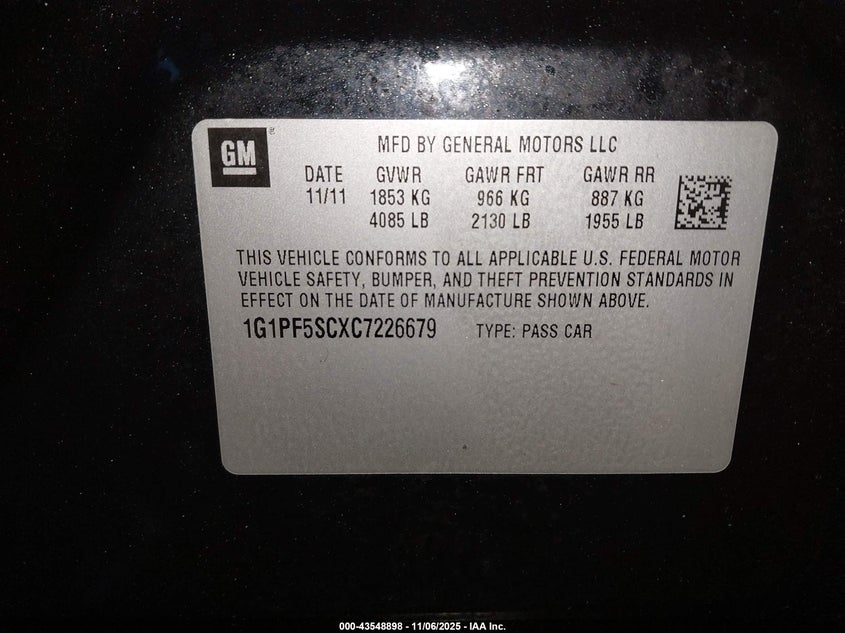 GM
MFD BY GENERAL MOTORS LLC
DATE GVWR GAWR FRT GAWR RR
11/11 1853 KG 966 KG 887 KG
4085 LB 2130 LB 1955 LB
THIS VEHICLE CONFORMS TO ALL APPLICABLE U.S. FEDERAL MOTOR
VEHICLE SAFETY, BUMPER, AND THEFT PREVENTION STANDARDS IN
EFFECT ON THE DATE OF MANUFACTURE SHOWN ABOVE.
1G1PF5SCXC7226679 TYPE: PASS CAR
000-43548898 - 11/06/2025 - IAA Inc.